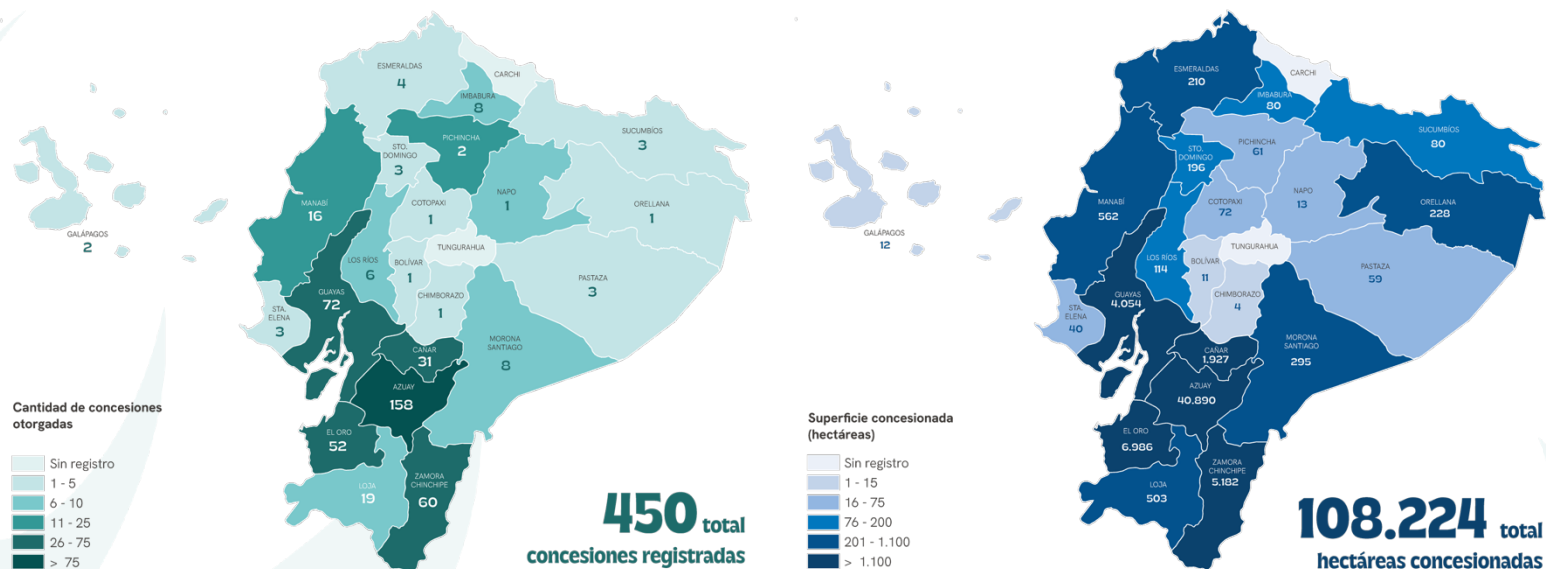 ESMERALDAS
4
CARCHI
IMBABURA
8
SUCUMBÍOS
3
PICHINCHA
2
STO.
DOMINGO
3
NAPO
1
ORELLANA
1
COTOPAXI
1
MANABÍ
16
GALÁPAGOS
2
TUNGURAHUA
LOS RÍOS
6
BOLÍVAR
1
PASTAZA
3
CHIMBORAZO
1
GUAYAS
72
STA.
ELENA
3
MORONA
SANTIAGO
8
CAÑAR
31
AZUAY
158
EL ORO
52
LOJA
19
ZAMORA
CHINCHIPE
60
Cantidad de concesiones
otorgadas
Sin registro
1 - 5
6 - 10
11 - 25
26 - 75
> 75
450 total
concesiones registradas
ESMERALDAS
210
CARCHI
IMBABURA
80
SUCUMBÍOS
80
PICHINCHA
61
STO.
DOMINGO
196
NAPO
13
ORELLANA
228
COTOPAXI
72
MANABÍ
562
GALÁPAGOS
12
TUNGURAHUA
LOS RÍOS
114
BOLÍVAR
11
PASTAZA
59
CHIMBORAZO
4
GUAYAS
4.054
STA.
ELENA
40
MORONA
SANTIAGO
295
CAÑAR
1.927
AZUAY
40.890
EL ORO
6.986
LOJA
503
ZAMORA
CHINCHIPE
5.182
Superficie concesionada
(hectáreas)
Sin registro
1 - 15
16 - 75
76 - 200
201 - 1.100
> 1.100
108.224 total
hectáreas concesionadas